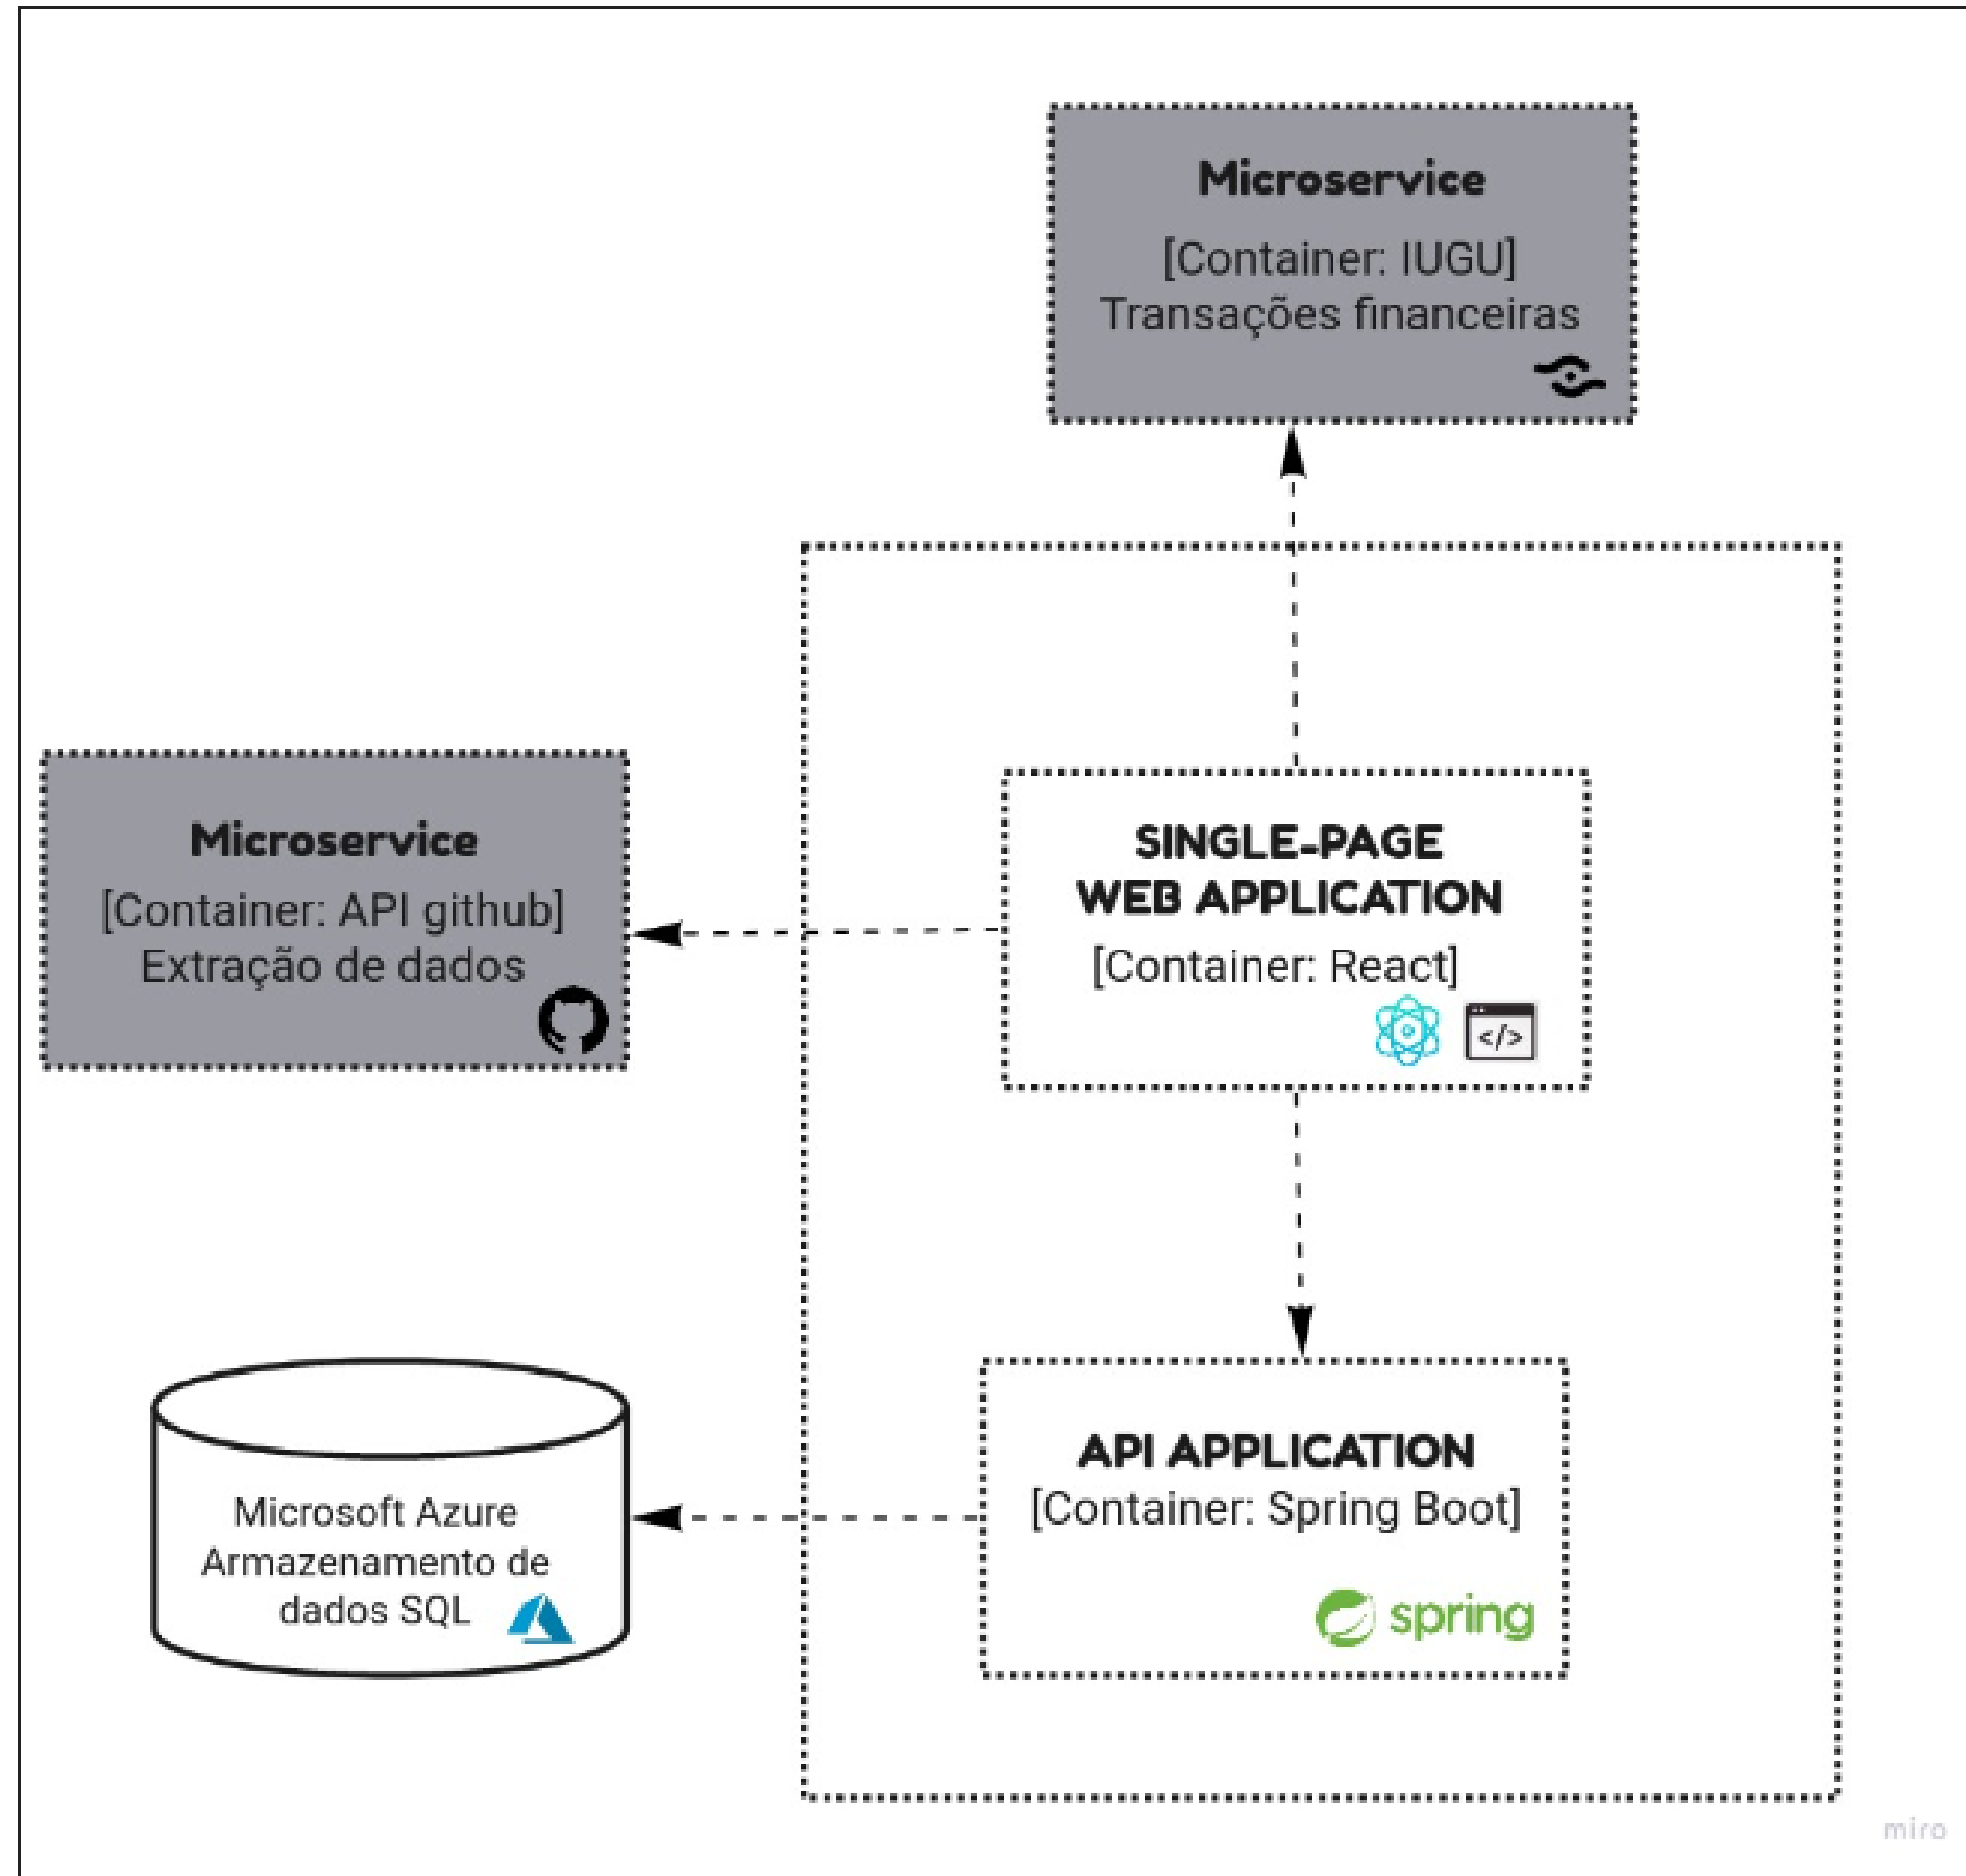 Microservice
[Container: IUGU]
Transações financeiras
Microservice
[Container: API github]
Extração de dados
SINGLE-PAGE
WEB APPLICATION
[Container: React]
</>
Microsoft Azure
Armazenamento de
dados SQL
API APPLICATION
[Container: Spring Boot]
spring
miro